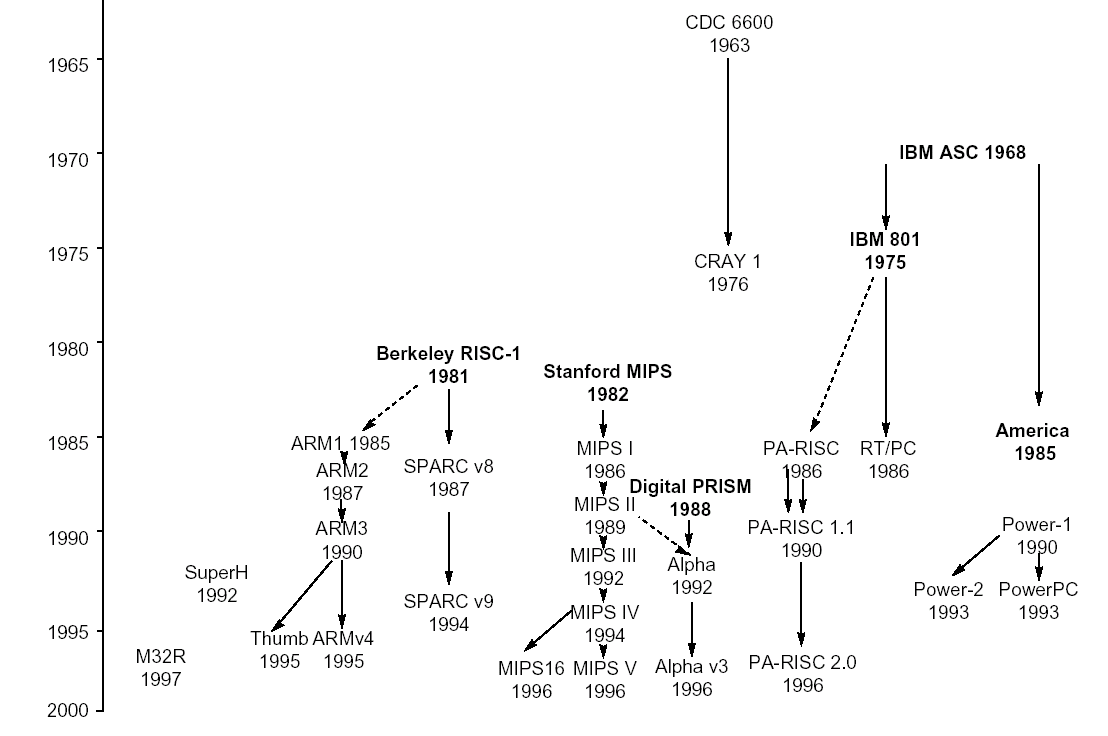 CDC 6600
1963
1965
IBM ASC 1968
1970
IBM 801
1975
1975
CRAY 1
1976
1980
Berkeley RISC-1
1981
Stanford MIPS
1982
1985
ARM1 1985
ARM2
1987
SPARC v8
1987
MIPS I
1986
PA-RISC
1986
RT/PC
1986
America
1985
Digital PRISM
1988
MIPS II
1989
1990
ARM3
1990
PA-RISC 1.1
1990
Power-1
1990
MIPS III
1992
Alpha
1992
SuperH
1992
Power-2
1993
PowerPC
1993
SPARC v9
1994
MIPS IV
1994
1995
Thumb
1995
ARMv4
1995
M32R
1997
MIPS16
1996
MIPS V
1996
Alpha v3
1996
PA-RISC 2.0
1996
2000